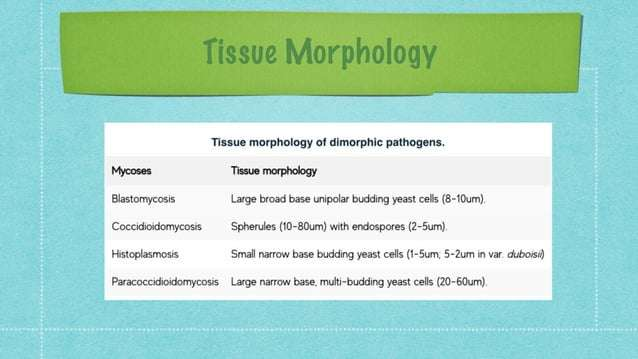 Tissue Morphology
Tissue morphology of dimorphic pathogens.
Mycoses Tissue morphology
Blastomycosis Large broad base unipolar budding yeast cells (8-10um).
Coccidioidomycosis Spherules (10-80um) with endospores (2-5um).
Histoplasmosis Small narrow base budding yeast cells (1-5um; 5-2um in var. duboisii)
Paracoccidioidomycosis Large narrow base, multi-budding yeast cells (20-60um).